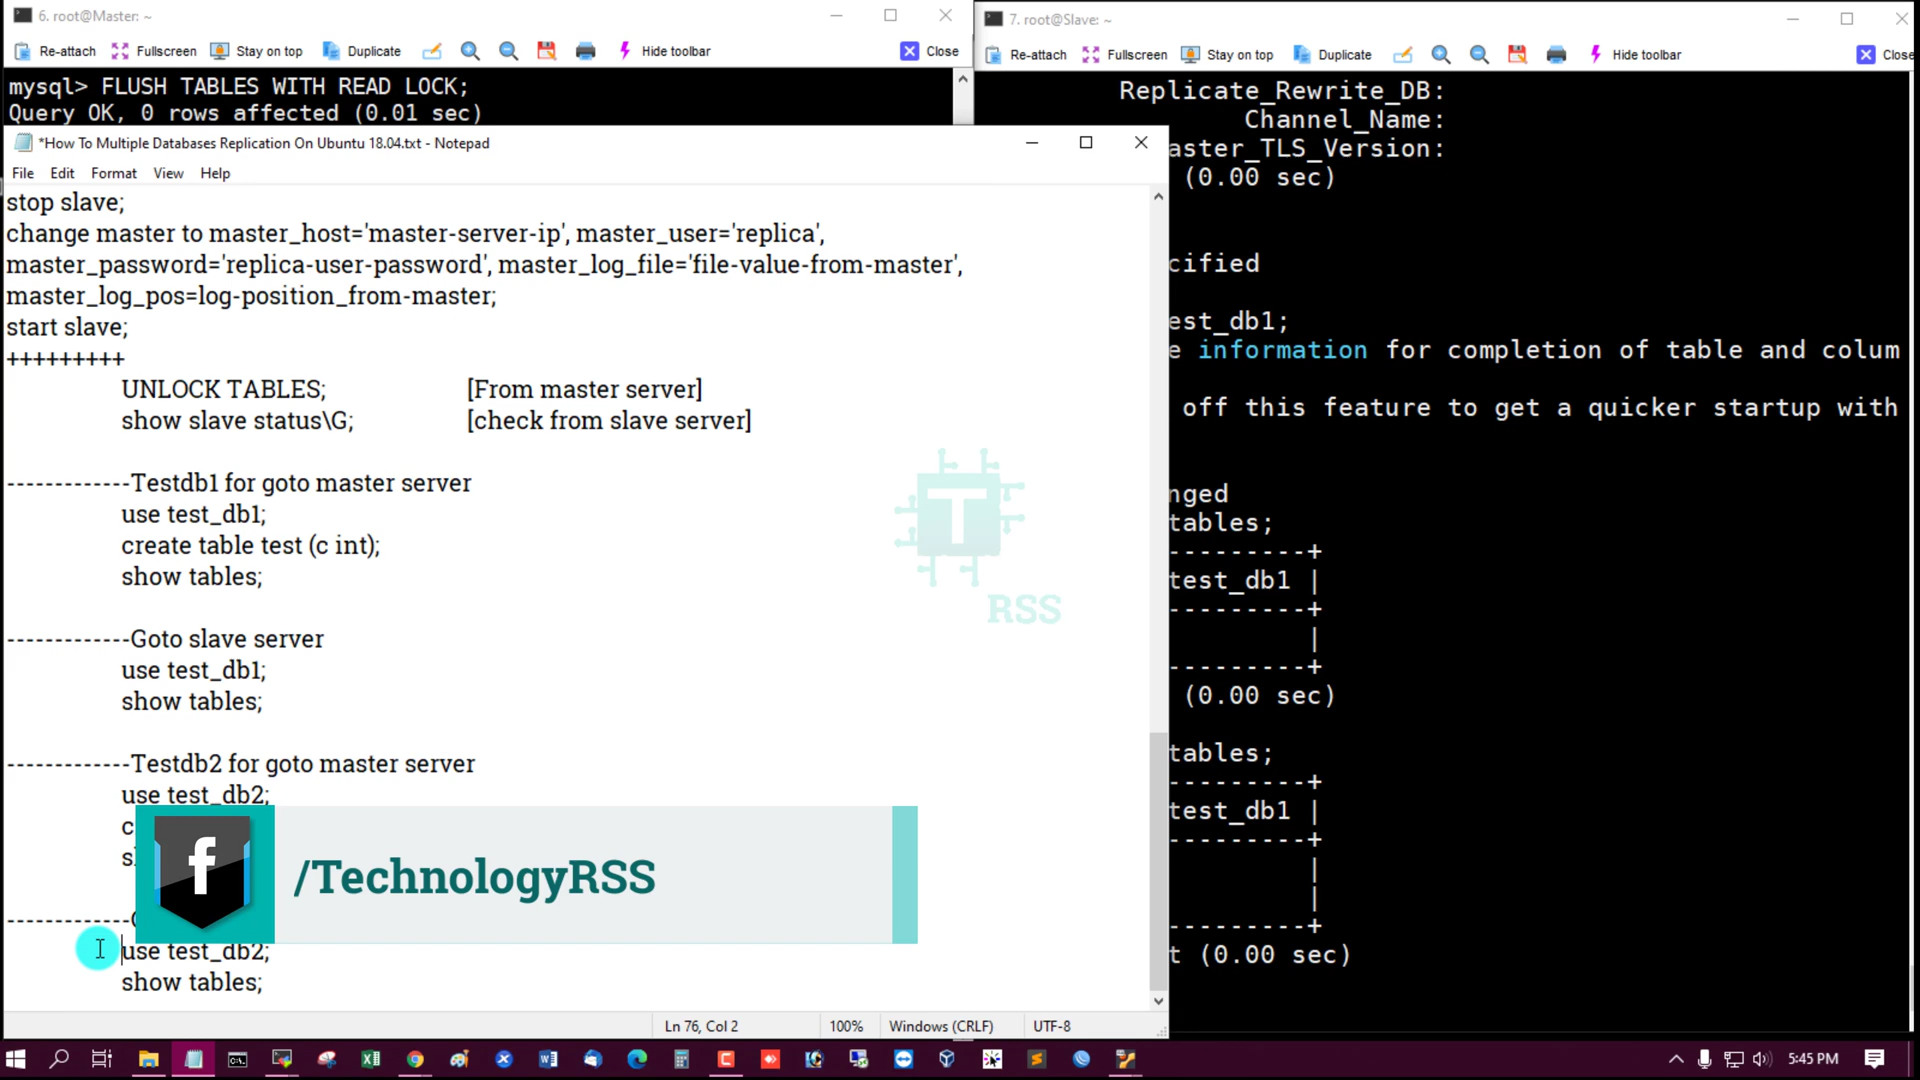 6. root@Master: ~
Re-attach Fullscreen Stay on top Duplicate Hide toolbar Close
mysql> FLUSH TABLES WITH READ LOCK;
Query OK, 0 rows affected (0.01 sec)
*How To Multiple Databases Replication On Ubuntu 18.04.txt - Notepad
File Edit Format View Help
stop slave;
change master to master_host='master-server-ip', master_user='replica',
master_password='replica-user-password', master_log_file='file-value-from-master',
master_log_pos=log-position_from-master;
start slave;
+++++++++
UNLOCK TABLES; [From master server]
show slave status\G; [check from slave server]
-------------Testdb1 for goto master server
use test_db1;
create table test (c int);
show tables;
-------------Goto slave server
use test_db1;
show tables;
-------------Testdb2 for goto master server
use test_db2;
/TechnologyRSS
use test_db2;
show tables;
Ln 76, Col 2 100% Windows (CRLF) UTF-8
T
RSS
7. root@Slave: ~
Re-attach Fullscreen Stay on top Duplicate Hide toolbar Close
Replicate_Rewrite_DB:
Channel_Name:
aster_TLS_Version:
(0.00 sec)
cified
est_db1;
e information for completion of table and colum
off this feature to get a quicker startup with
nged
tables;
---------+
test_db1 |
---------+
|
---------+
(0.00 sec)
tables;
---------+
test_db1 |
---------+
|
|
---------+
t (0.00 sec)
5:45 PM